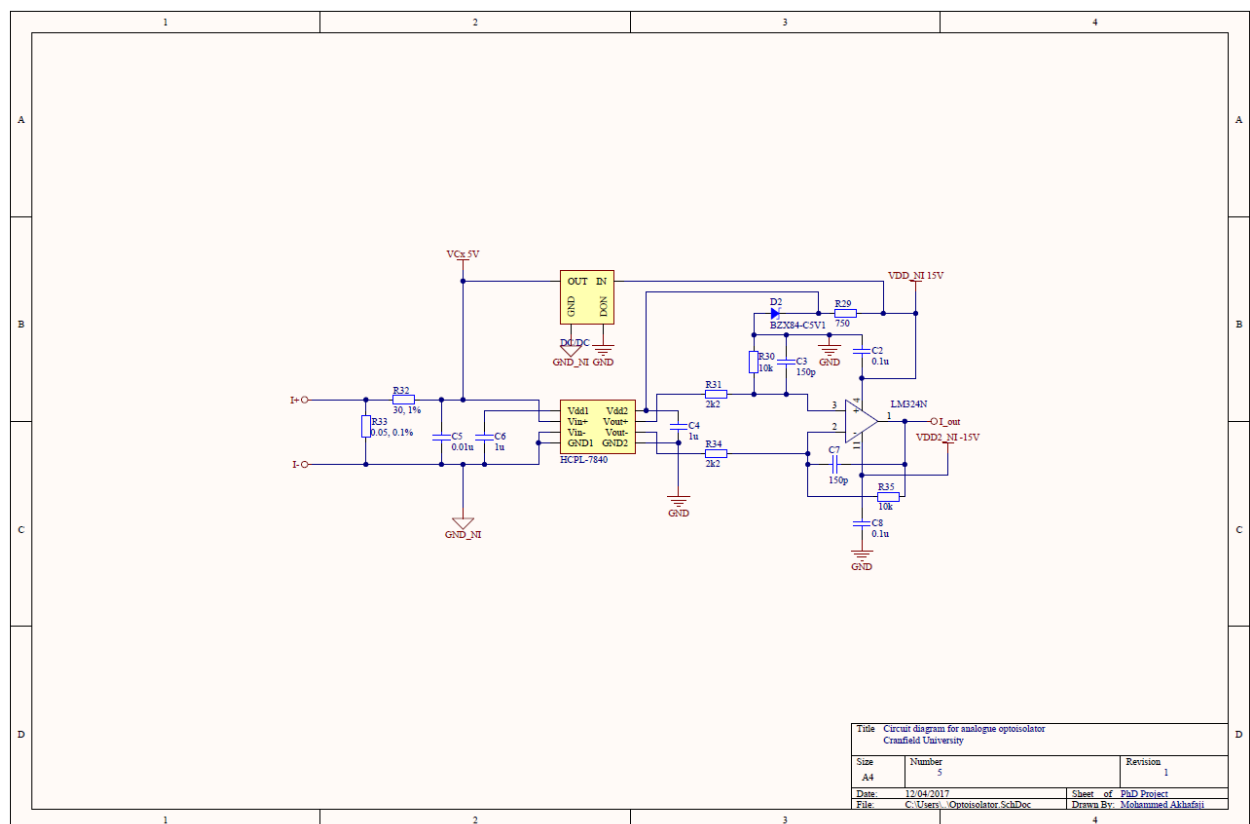 1 2 3 4
A A
VCx 5V
OUT IN
VDD_NI 15V
GND DON
D2
R29
B B
BZX84-C5V1
750
DC/DC
GND_NI GND
GND
C2
0.1u
R30
10k
C3
150p
R32
30, 1%
R31
2k2
4
LM324N
I+
R33
0.05, 0.1%
Vdd1 Vdd2
Vin+ Vout+
Vin- Vout-
GND1 GND2
HCPL-7840
C5
0.01u
C6
1u
C4
1u
3
+
1
I_out
2
-
11
VDD2_NI -15V
R34
2k2
C7
150p
I-
R35
10k
GND
GND_NI
C8
0.1u
C C
GND
D D
Title Circuit diagram for analogue optoisolator
Cranfield University
Size Number Revision
A4 5 1
Date: 12/04/2017 Sheet of PhD Project
File: C:\Users\..\Optoisolator.SchDoc Drawn By: Mohammed Akhafaji
1 2 3 4